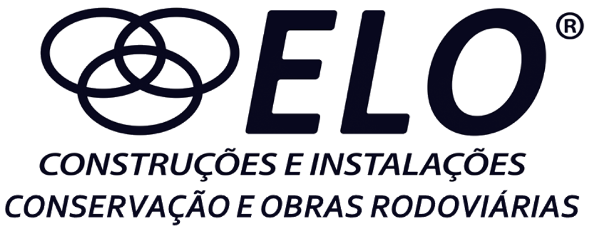 ELO®
CONSTRUÇÕES E INSTALAÇÕES
CONSERVAÇÃO E OBRAS RODOVIÁRIAS